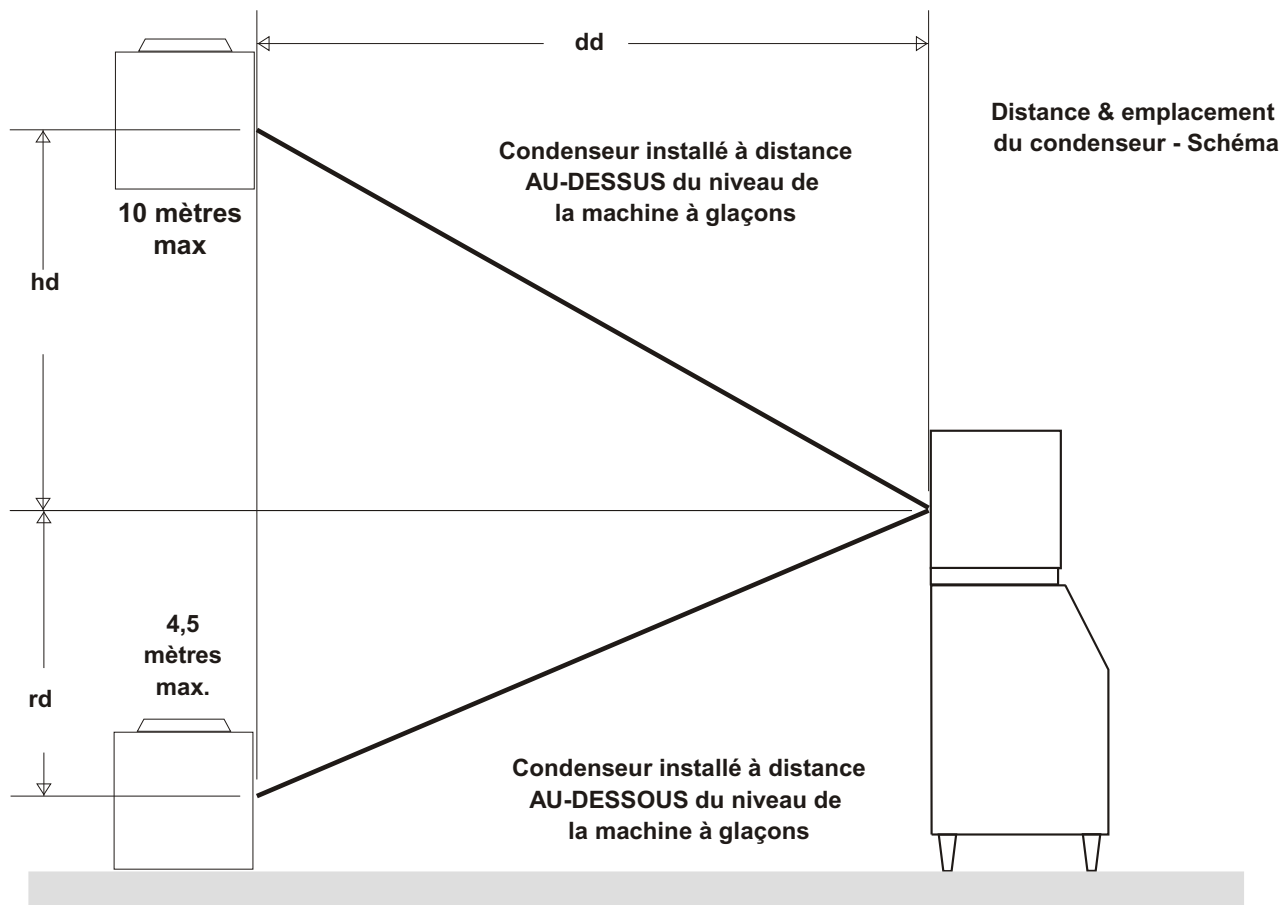 dd
Distance & emplacement
du condenseur - Schéma
Condenseur installé à distance
AU-DESSUS du niveau de
la machine à glaçons
10 mètres
max
hd
4,5
mètres
max.
rd
Condenseur installé à distance
AU-DESSOUS du niveau de
la machine à glaçons